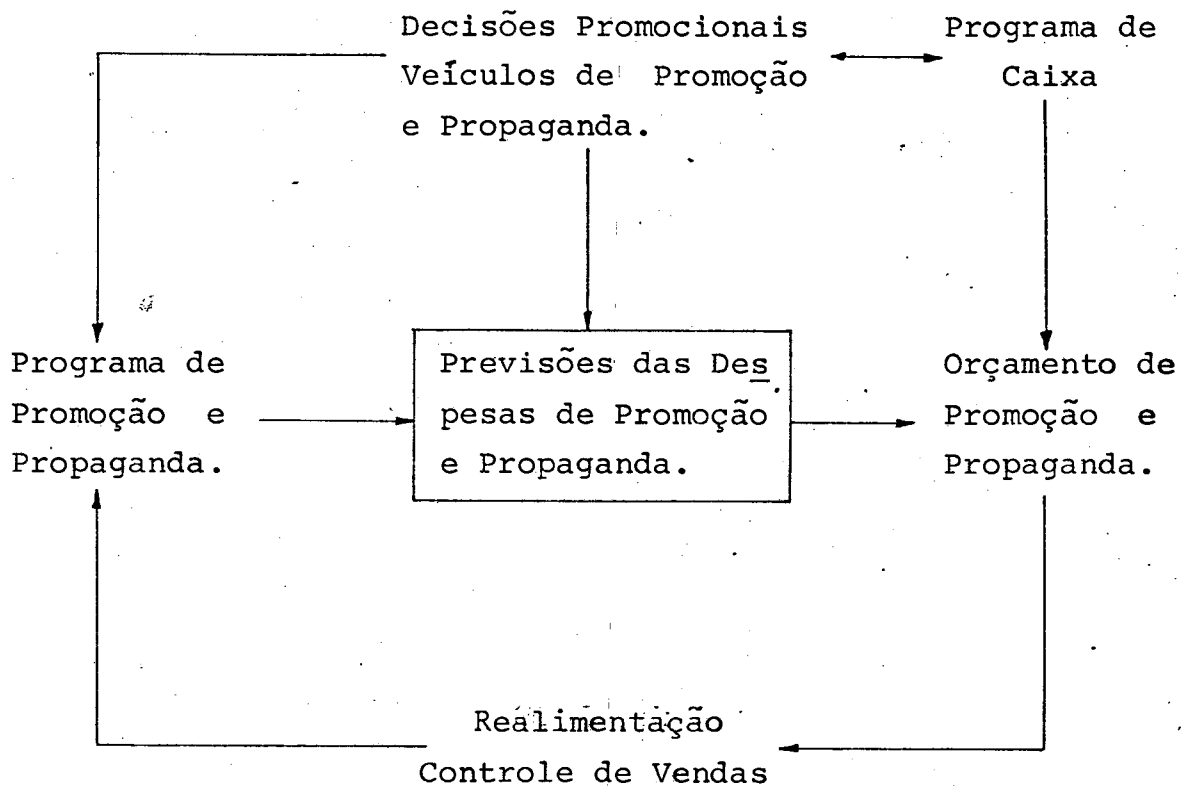 Decisões Promocionais
Veículos de Promoção
e Propaganda.
Programa de
Caixa
Programa de
Promoção e
Propaganda.
Previsões das Des
pesas de Promoção
e Propaganda.
Orçamento de
Promoção e
Propaganda.
Realimentação
Controle de Vendas